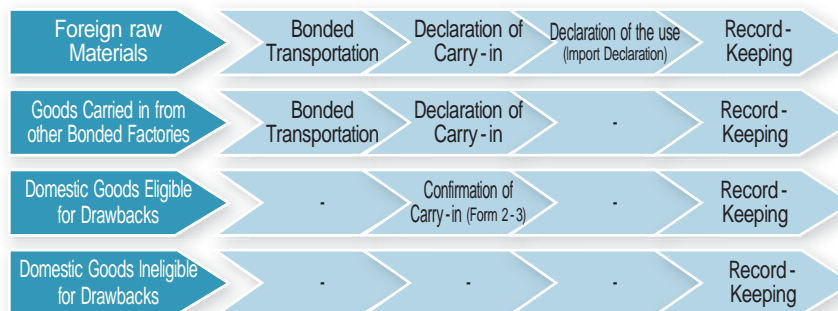 Foreign raw
Materials
Bonded
Transportation
Declaration of
Carry-in
Declaration of the use
(Import Declaration)
Record-
Keeping
Goods Carried in from
other Bonded Factories
Bonded
Transportation
Declaration of
Carry-in
-
Record-
Keeping
Domestic Goods Eligible
for Drawbacks
-
Confirmation of
Carry-in (Form 2-3)
-
Record-
Keeping
Domestic Goods Ineligible
for Drawbacks
-
-
-
Record-
Keeping